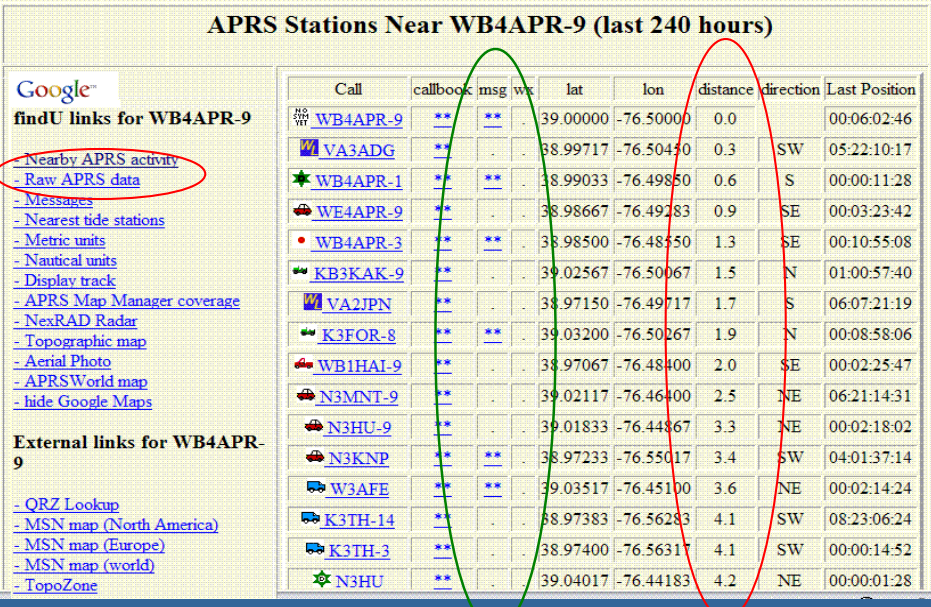 APRS Stations Near WB4APR-9 (last 240 hours)
Google™
findU links for WB4APR-9
- Nearby APRS activity
- Raw APRS data
- Messages
- Nearest tide stations
- Metric units
- Nautical units
- Display track
- APRS Map Manager coverage
- NexRAD Radar
- Topographic map
- Aerial Photo
- APRSWorld map
- hide Google Maps
External links for WB4APR-
9
- QRZ Lookup
- MSN map (North America)
- MSN map (Europe)
- MSN map (world)
- TopoZone
Call callbook msg wx lat lon distance direction Last Position
NO SYM YET WB4APR-9 ** ** . 39.00000 -76.50000 0.0 00:06:02:46
WL VA3ADG ** . . 38.99717 -76.50450 0.3 SW 05:22:10:17
WB4APR-1 ** ** . 38.99033 -76.49850 0.6 S 00:00:11:28
WE4APR-9 ** . . 38.98667 -76.49283 0.9 SE 00:03:23:42
WB4APR-3 ** ** . 38.98500 -76.48550 1.3 SE 00:10:55:08
KB3KAK-9 ** . . 39.02567 -76.50067 1.5 N 01:00:57:40
WL VA2JPN ** . . 38.97150 -76.49717 1.7 S 06:07:21:19
K3FOR-8 ** ** . 39.03200 -76.50267 1.9 N 00:08:58:06
WB1HAI-9 ** . . 38.97067 -76.48400 2.0 SE 00:02:25:47
N3MNT-9 ** . . 39.02117 -76.46400 2.5 NE 06:21:14:31
N3HU-9 ** . . 39.01833 -76.44867 3.3 NE 00:02:18:02
N3KNP ** ** . 38.97233 -76.55017 3.4 SW 04:01:37:14
W3AFE ** ** . 39.03517 -76.45100 3.6 NE 00:02:14:24
K3TH-14 ** . . 38.97383 -76.56283 4.1 SW 08:23:06:24
K3TH-3 ** . . 38.97400 -76.56317 4.1 SW 00:00:14:52
N3HU ** . . 39.04017 -76.44183 4.2 NE 00:00:01:28